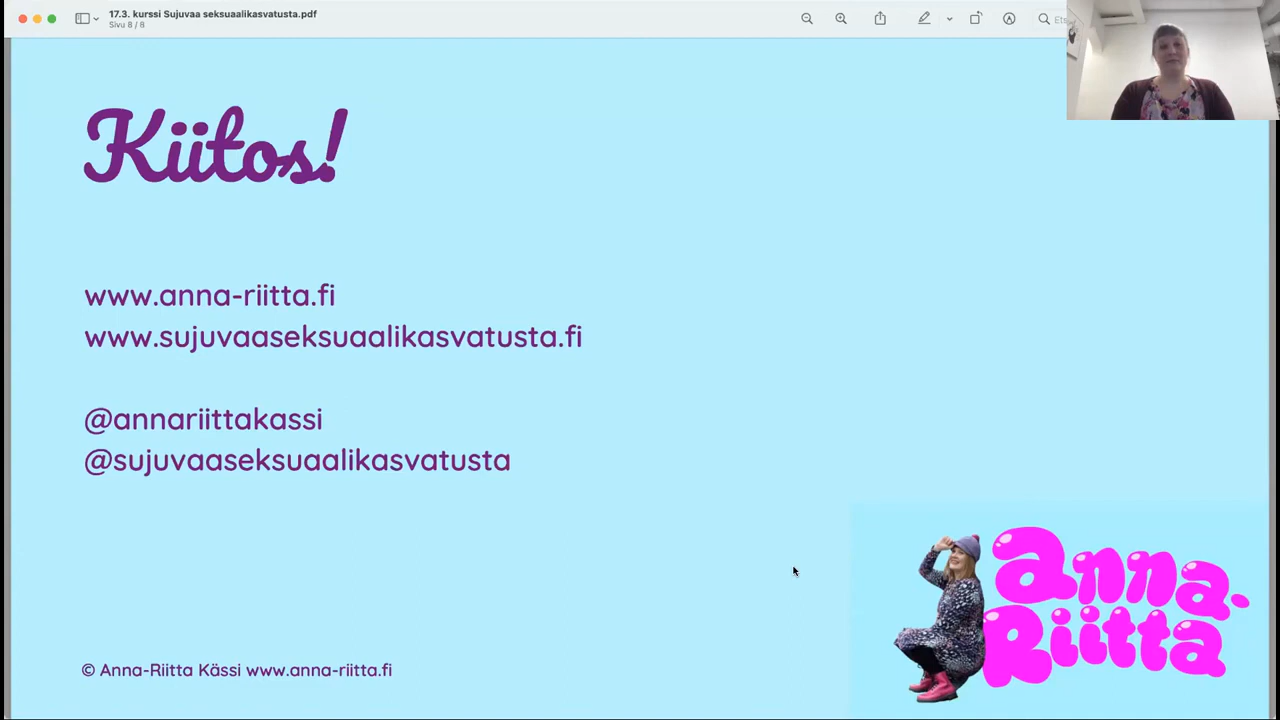 17.3. kurssi Sujuvaa seksuaalikasvatusta.pdf
Sivu 8 / 8
Kiitos!
www.anna-riitta.fi
www.sujuvaaseksuaalikasvatusta.fi
@annariittakassi
@sujuvaaseksuaalikasvatusta
anna-
Riitta
© Anna-Riitta Kässi www.anna-riitta.fi